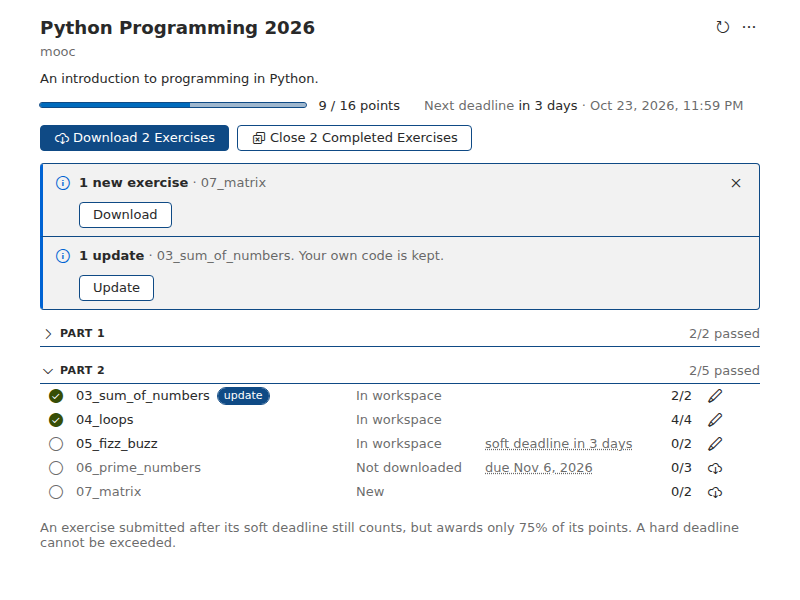 Python Programming 2026
mooc
An introduction to programming in Python.
9 / 16 points Next deadline in 3 days · Oct 23, 2026, 11:59 PM
Download 2 Exercises Close 2 Completed Exercises
1 new exercise · 07_matrix
Download
1 update · 03_sum_of_numbers. Your own code is kept.
Update
PART 1 2/2 passed
PART 2 2/5 passed
03_sum_of_numbers update In workspace 2/2
04_loops In workspace 4/4
05_fizz_buzz In workspace soft deadline in 3 days 0/2
06_prime_numbers Not downloaded due Nov 6, 2026 0/3
07_matrix New 0/2
An exercise submitted after its soft deadline still counts, but awards only 75% of its points. A hard deadline
cannot be exceeded.